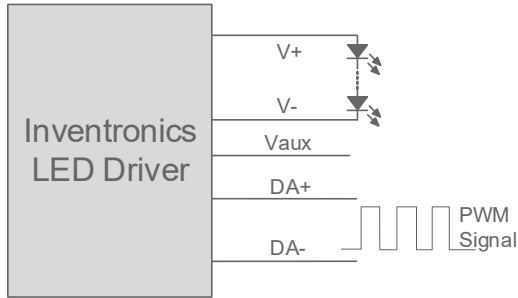 Inventronics
LED Driver
V+
V-
Vaux
DA+
DA-
PWM
Signal